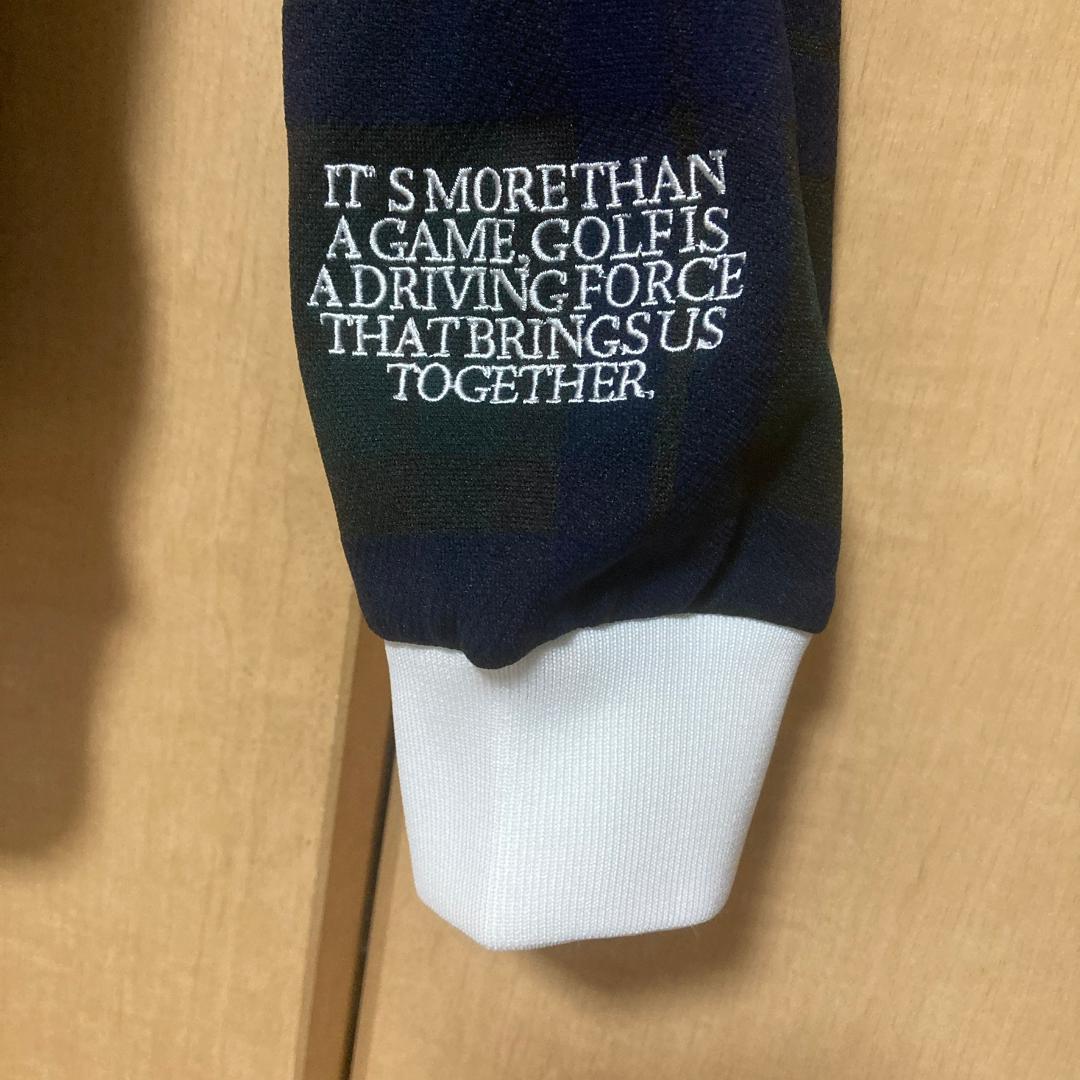 IT'S MORE THAN
A GAME, GOLF IS
A DRIVING FORCE
THAT BRINGS US
TOGETHER,